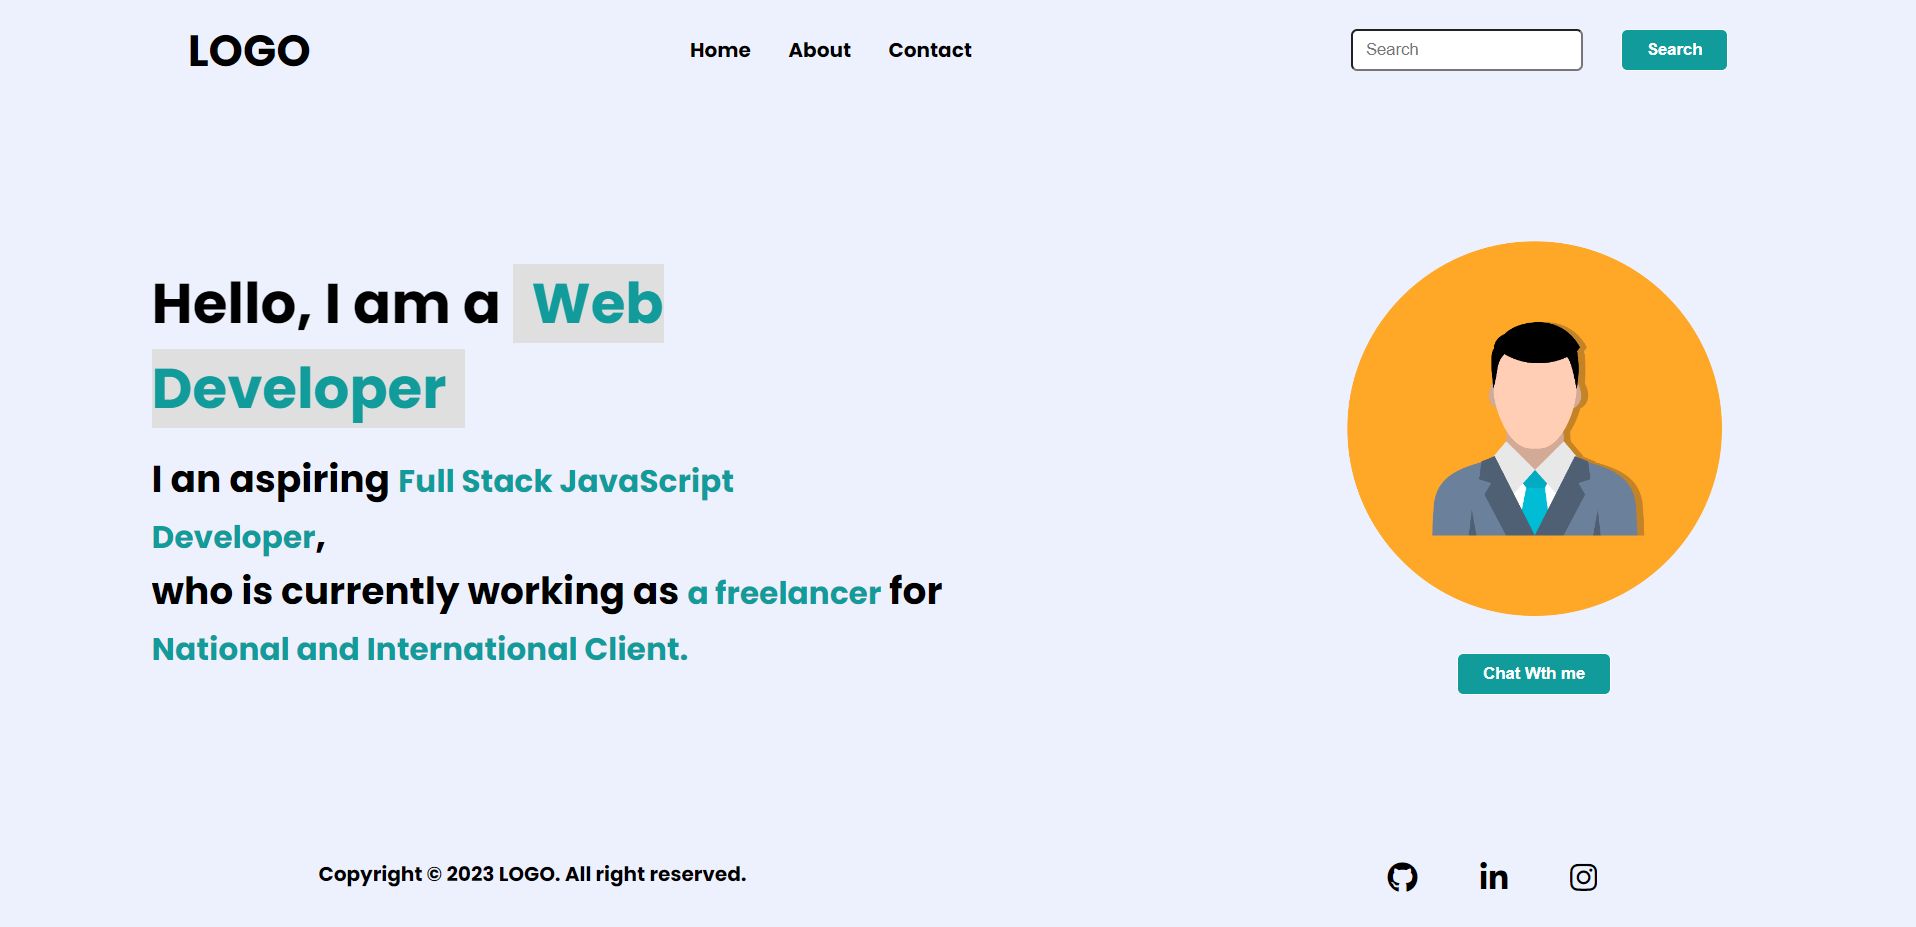 LOGO
Home About Contact
Search
Search
Hello, I am a Web
Developer
I an aspiring Full Stack JavaScript
Developer,
who is currently working as a freelancer for
National and International Client.
Chat Wth me
Copyright © 2023 LOGO. All right reserved.